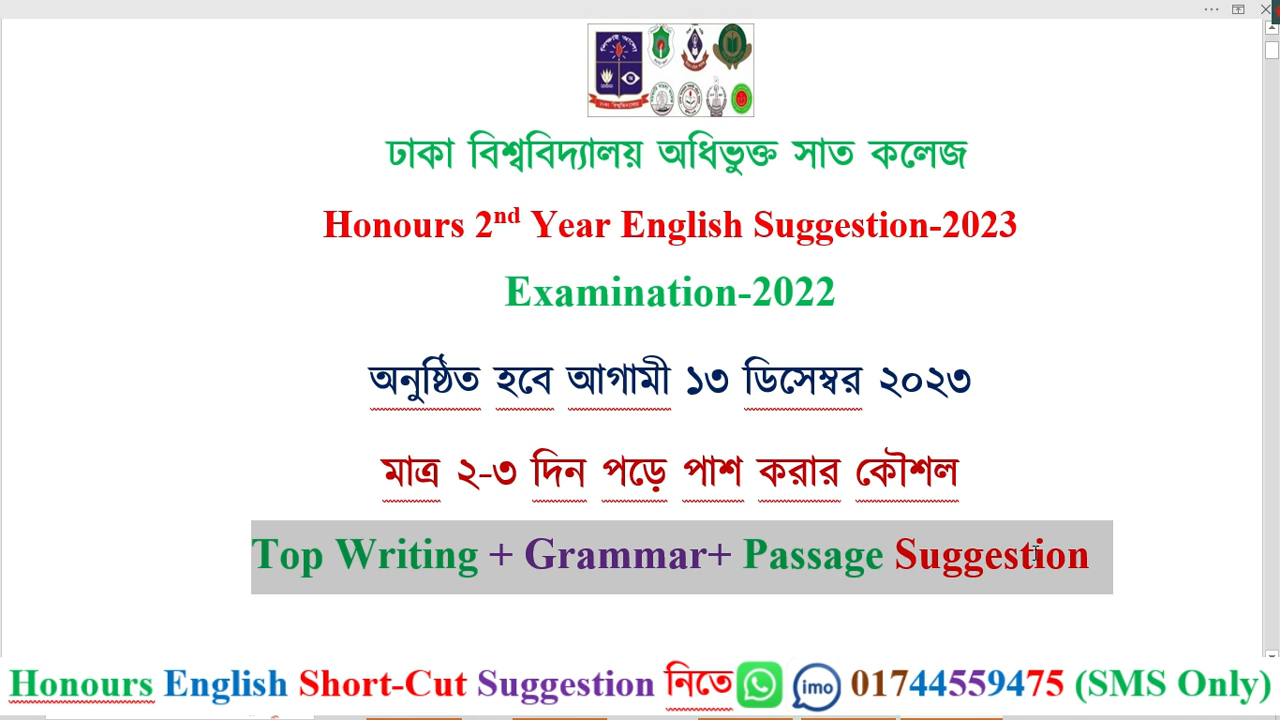 ঢাকা বিশ্ববিদ্যালয় অধিভুক্ত সাত কলেজ
Honours 2nd Year English Suggestion-2023
Examination-2022
অনুষ্ঠিত হবে আগামী ১৩ ডিসেম্বর ২০২৩
মাত্র ২-৩ দিন পড়ে পাশ করার কৌশল
Top Writing + Grammar+ Passage Suggestion
Honours English Short-Cut Suggestion নিতে imo 01744559475 (SMS Only)